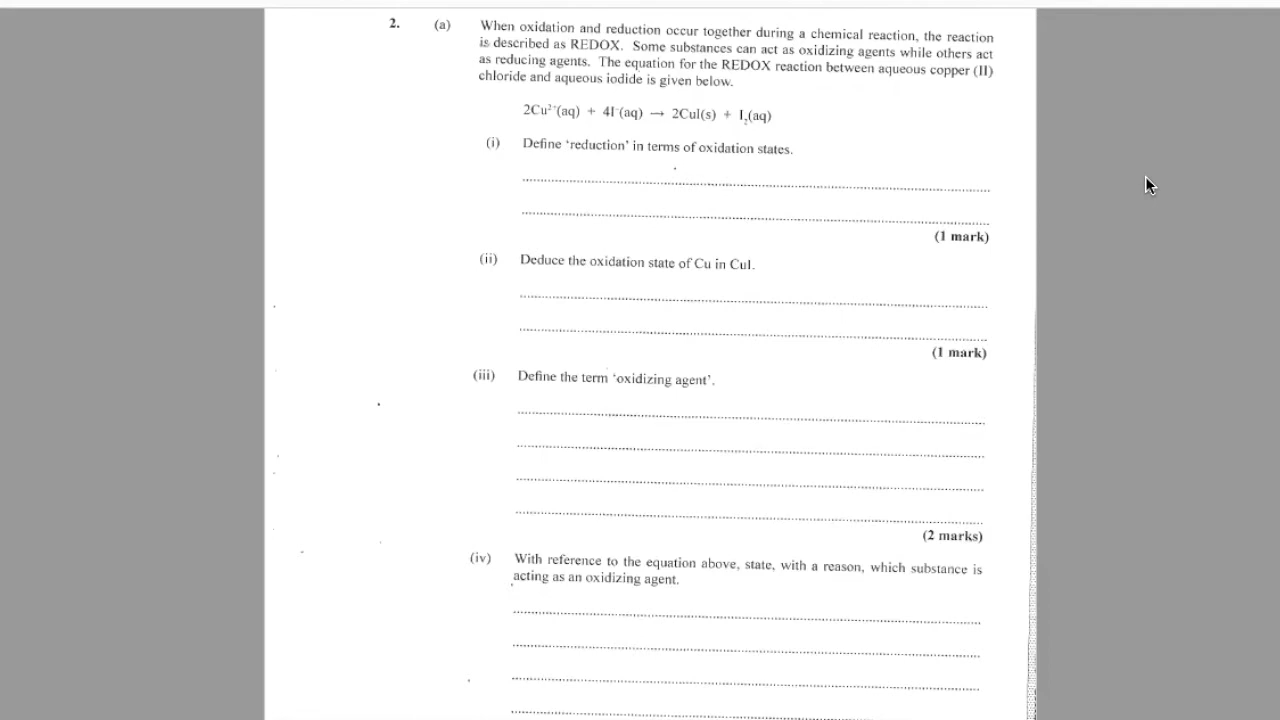 2. (a) When oxidation and reduction occur together during a chemical reaction, the reaction
is described as REDOX. Some substances can act as oxidizing agents while others act
as reducing agents. The equation for the REDOX reaction between aqueous copper (II)
chloride and aqueous iodide is given below.
2Cu²⁺(aq) + 4I⁻(aq) → 2CuI(s) + I₂(aq)
(i) Define ‘reduction’ in terms of oxidation states.
(1 mark)
(ii) Deduce the oxidation state of Cu in CuI.
(1 mark)
(iii) Define the term ‘oxidizing agent’.
(2 marks)
(iv) With reference to the equation above, state, with a reason, which substance is
acting as an oxidizing agent.